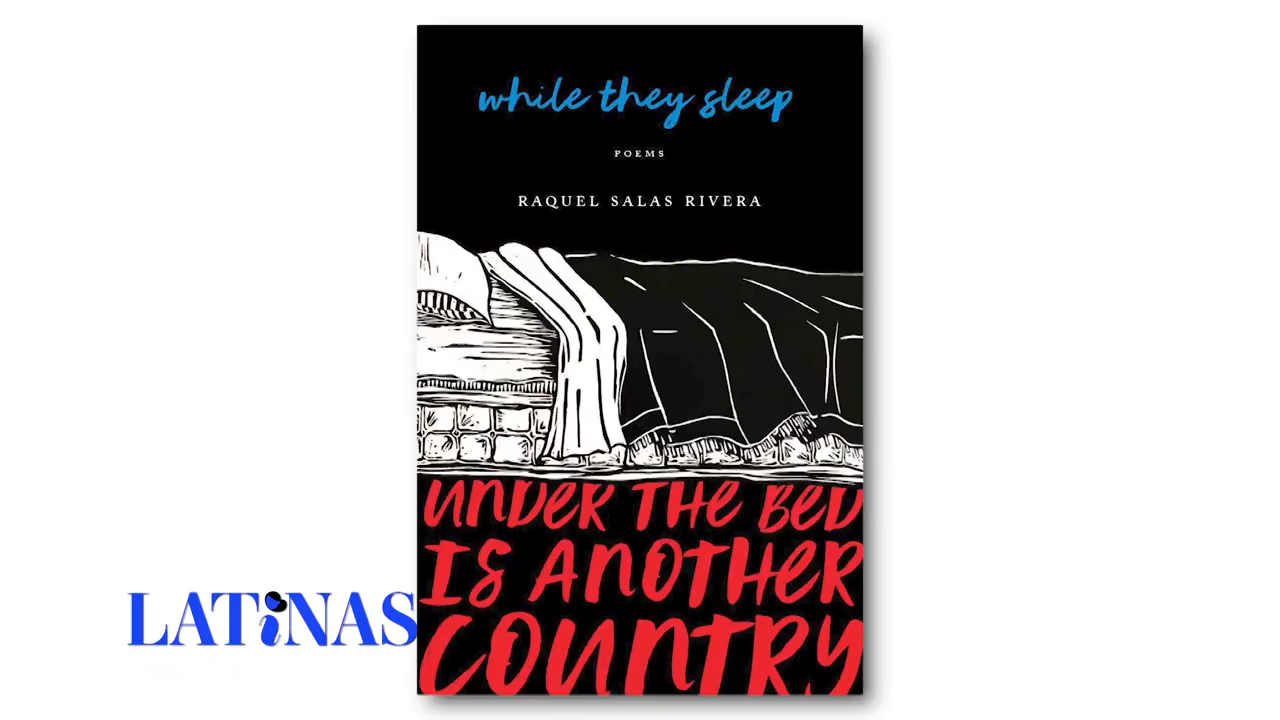 while they sleep
POEMS
RAQUEL SALAS RIVERA
UNDER THE BED
IS ANOTHER
COUNTRY
LATiNAS